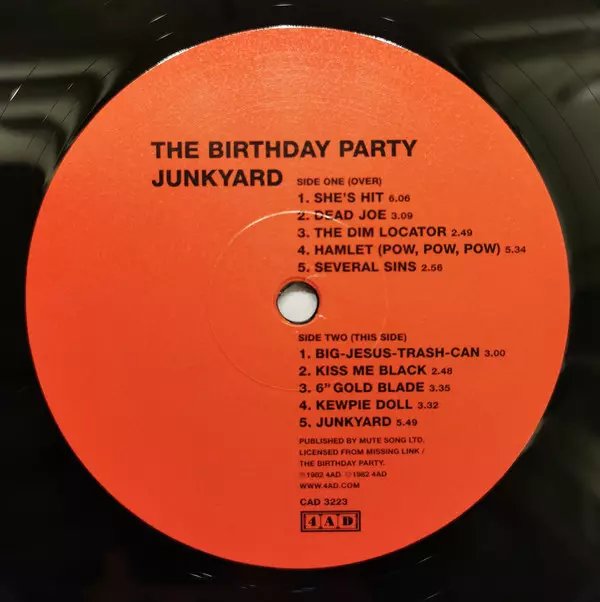 THE BIRTHDAY PARTY
JUNKYARD
SIDE ONE (OVER)
1. SHE'S HIT 6.06
2. DEAD JOE 3.09
3. THE DIM LOCATOR 2.49
4. HAMLET (POW, POW, POW) 5.34
5. SEVERAL SINS 2.56
SIDE TWO (THIS SIDE)
1. BIG-JESUS-TRASH-CAN 3.00
2. KISS ME BLACK 2.48
3. 6" GOLD BLADE 3.35
4. KEWPIE DOLL 3.32
5. JUNKYARD 5.49
PUBLISHED BY MUTE SONG LTD.
LICENSED FROM MISSING LINK /
THE BIRTHDAY PARTY.
℗1982 4AD ©1982 4AD
WWW.4AD.COM
CAD 3223
4AD